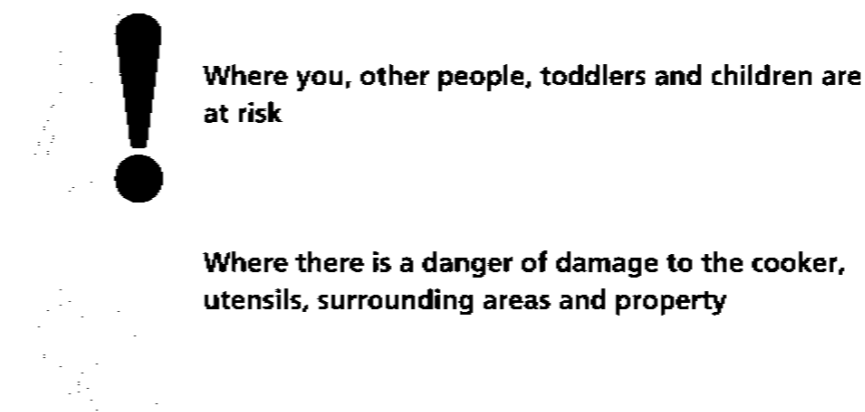 Where you, other people, toddlers and children are
at risk
Where there is a danger of damage to the cooker,
utensils, surrounding areas and property